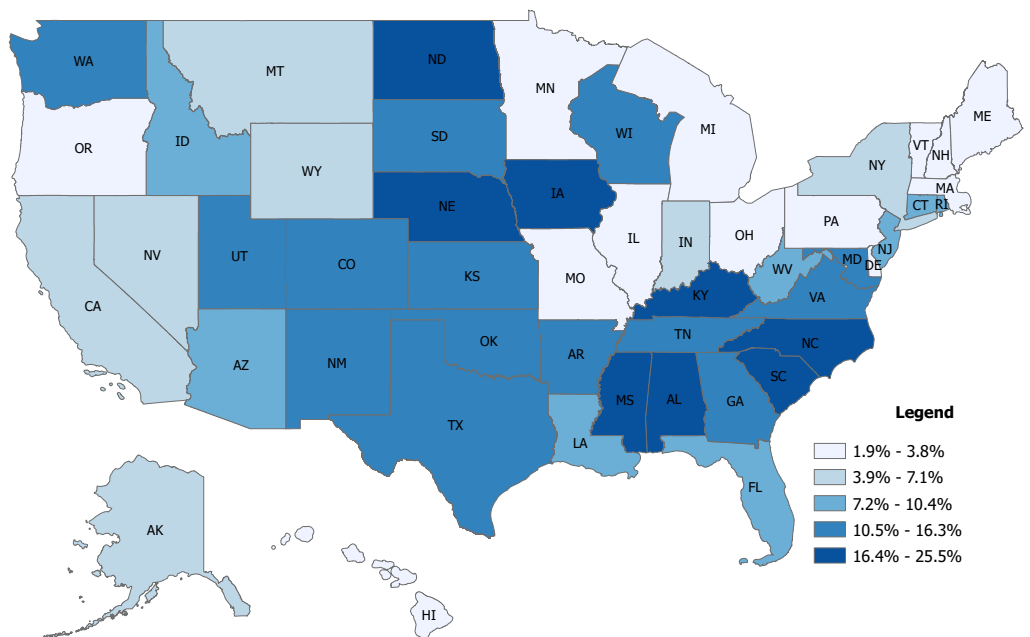 WA
MT
ND
MN
ME
OR
ID
SD
WI
MI
VT
NH
NY
WY
MA
CT
RI
NE
IA
PA
NV
UT
CO
KS
IL
IN
OH
NJ
MD
DE
CA
MO
WV
KY
VA
AZ
NM
OK
AR
TN
NC
SC
TX
MS
AL
GA
LA
FL
AK
HI
Legend
1.9% - 3.8%
3.9% - 7.1%
7.2% - 10.4%
10.5% - 16.3%
16.4% - 25.5%